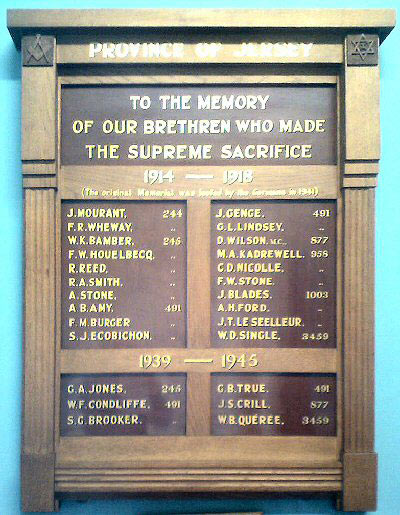 PROVINCE OF JERSEY
TO THE MEMORY
OF OUR BRETHREN WHO MADE
THE SUPREME SACRIFICE
1914 — 1918
(The original Memorial was looted by the Germans in 1941)
J. MOURANT. 244
F. R. WHEWAY. "
W. K. BAMBER. 245
F. W. HOUELBECQ. "
R. REED. "
R. A. SMITH. "
A. STONE. "
A. B. AMY. 491
F. M. BURGER "
S. J. ECOBICHON. "
J. GENGE. 491
G. L. LINDSEY. "
D. WILSON. M.C. 877
M. A. KADREWELL. 958
C. D. NICOLLE. "
F. W. STONE. "
J. BLADES. 1003
A. H. FORD. "
J. T. LE SEELLEUR. "
W. D. SINGLE. 3459
1939 — 1945
G. A. JONES. 245
W. F. CONDLIFFE. 491
S. G. BROOKER. "
G. B. TRUE. 491
J. S. CRILL. 877
W. B. QUÉRÉE. 3459